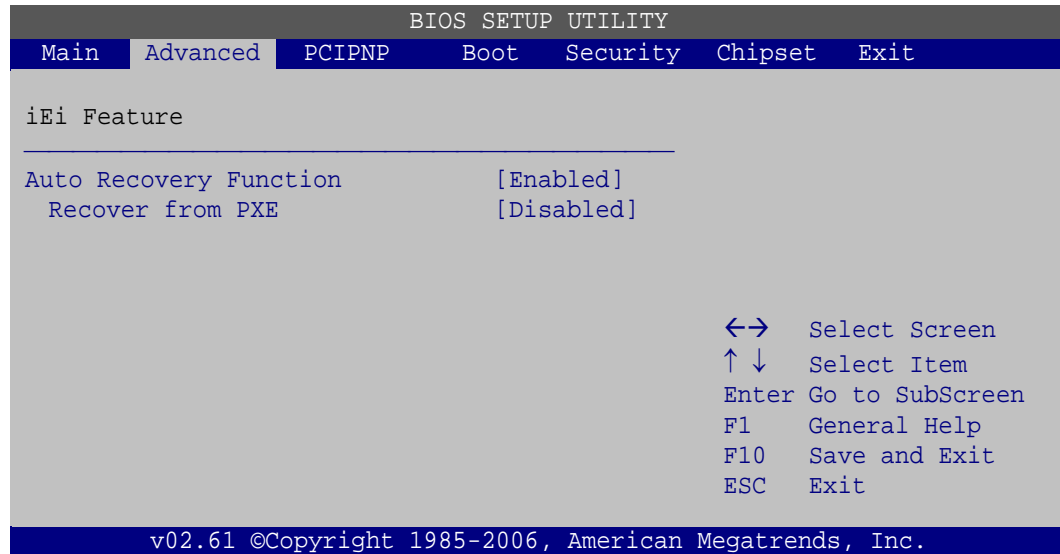 BIOS SETUP UTILITY
Main Advanced PCIPNP Boot Security Chipset Exit
iEi Feature
Auto Recovery Function [Enabled]
Recover from PXE [Disabled]
←→ Select Screen
↑ ↓ Select Item
Enter Go to SubScreen
F1 General Help
F10 Save and Exit
ESC Exit
v02.61 ©Copyright 1985-2006, American Megatrends, Inc.